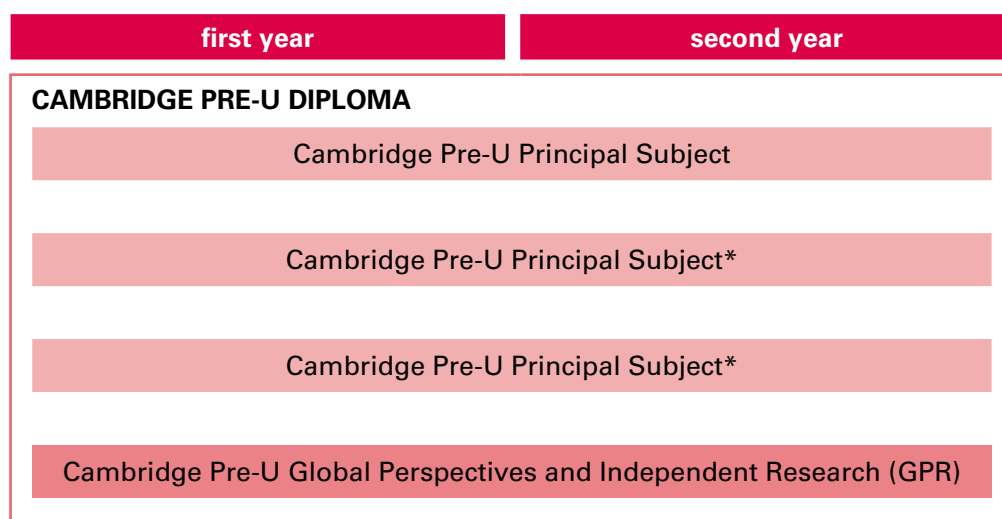 first year
second year
CAMBRIDGE PRE-U DIPLOMA
Cambridge Pre-U Principal Subject
Cambridge Pre-U Principal Subject*
Cambridge Pre-U Principal Subject*
Cambridge Pre-U Global Perspectives and Independent Research (GPR)